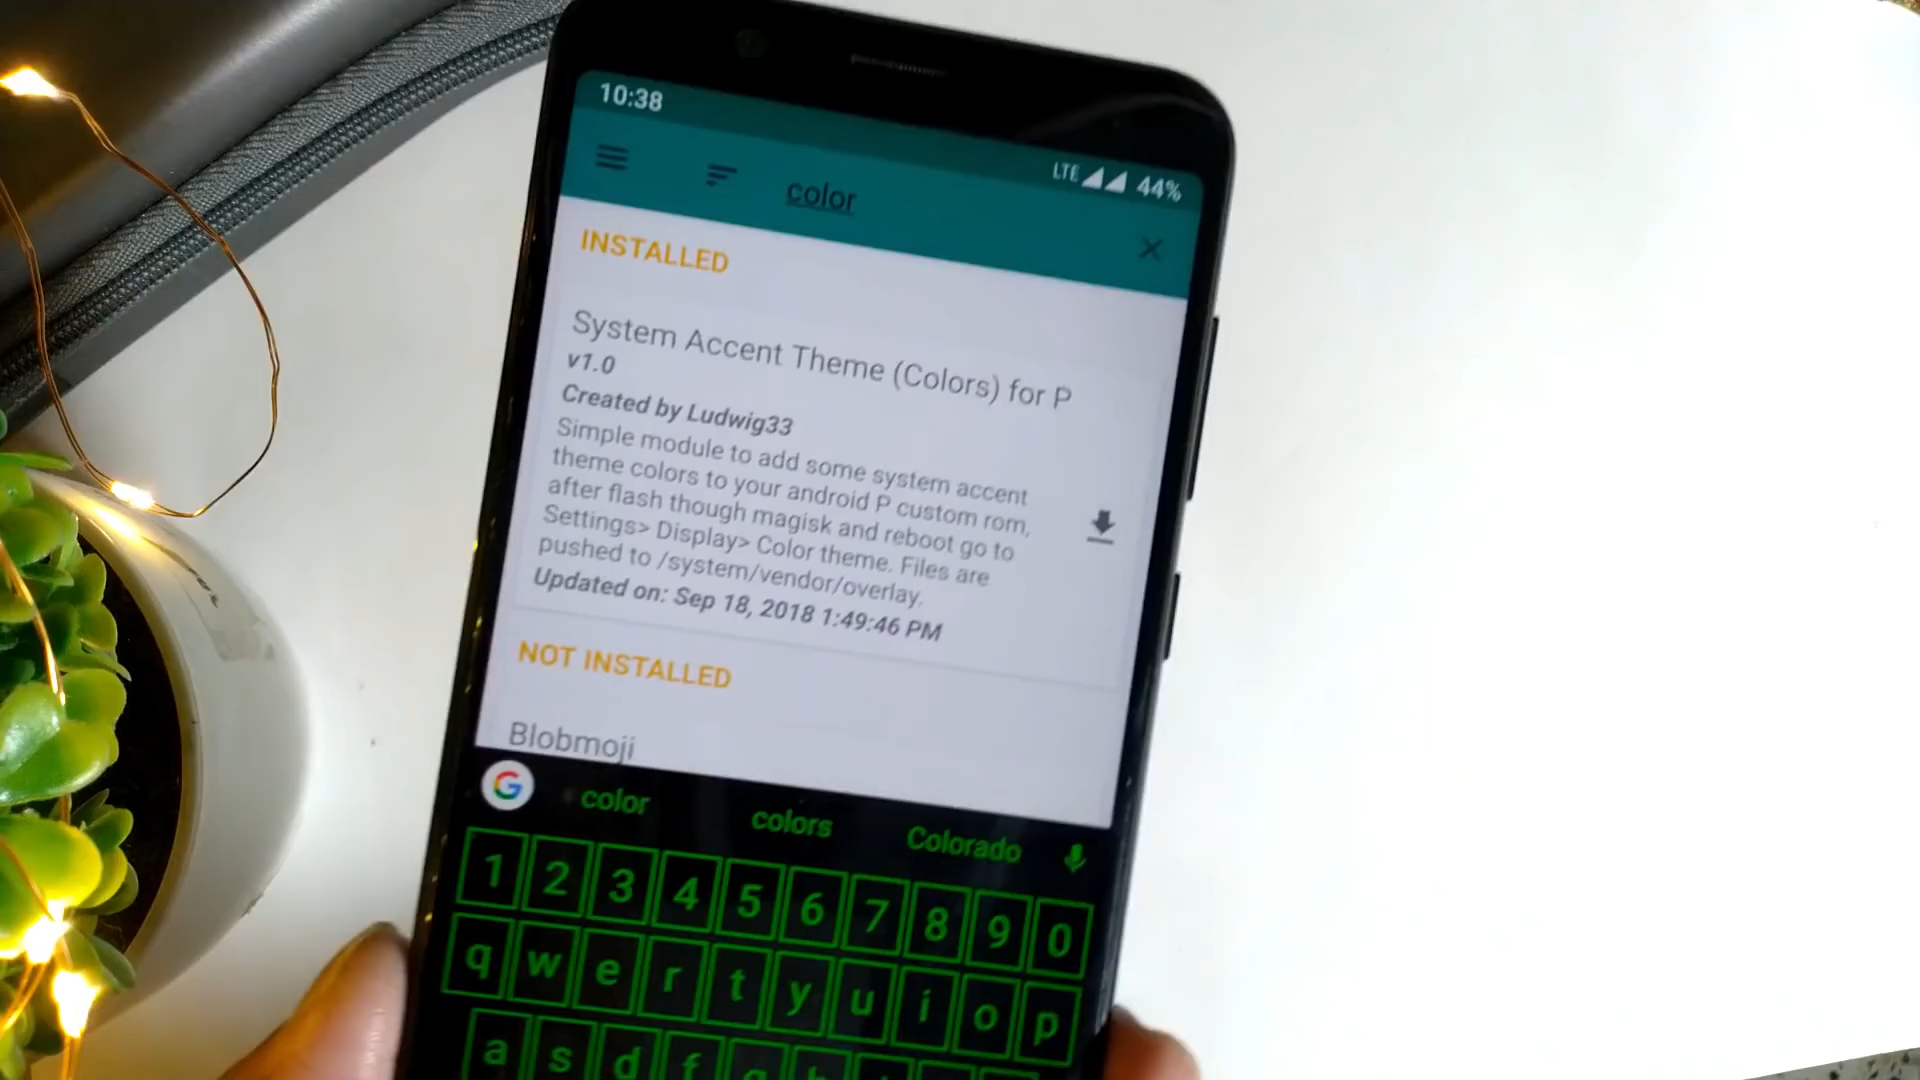 10:38
LTE 44%
color
INSTALLED
System Accent Theme (Colors) for P
v1.0
Created by Ludwig33
Simple module to add some system accent
theme colors to your android P custom rom,
after flash though magisk and reboot go to
Settings> Display> Color theme. Files are
pushed to /system/vendor/overlay.
Updated on: Sep 18, 2018 1:49:46 PM
NOT INSTALLED
Blobmoji
G color colors Colorado
1 2 3 4 5 6 7 8 9 0
q w e r t y u i o p
a s d f